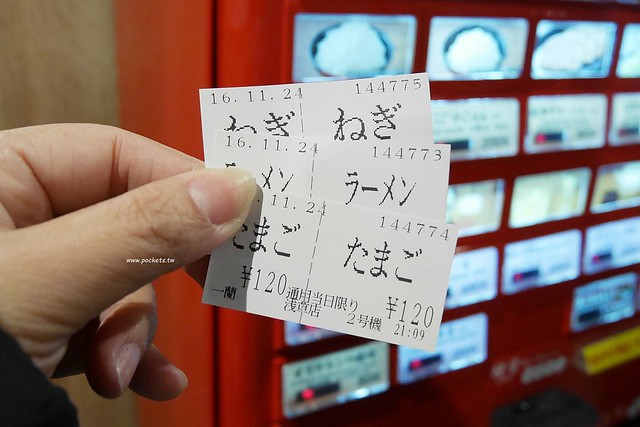 16.11.24 144775
ねぎ ねぎ
16.11.24 144773
ラーメン ラーメン
.11.24 144774
たまご たまご
¥120 ¥120
一蘭 通用当日限り
浅草店 2号機 21:09
www.pockets.tw